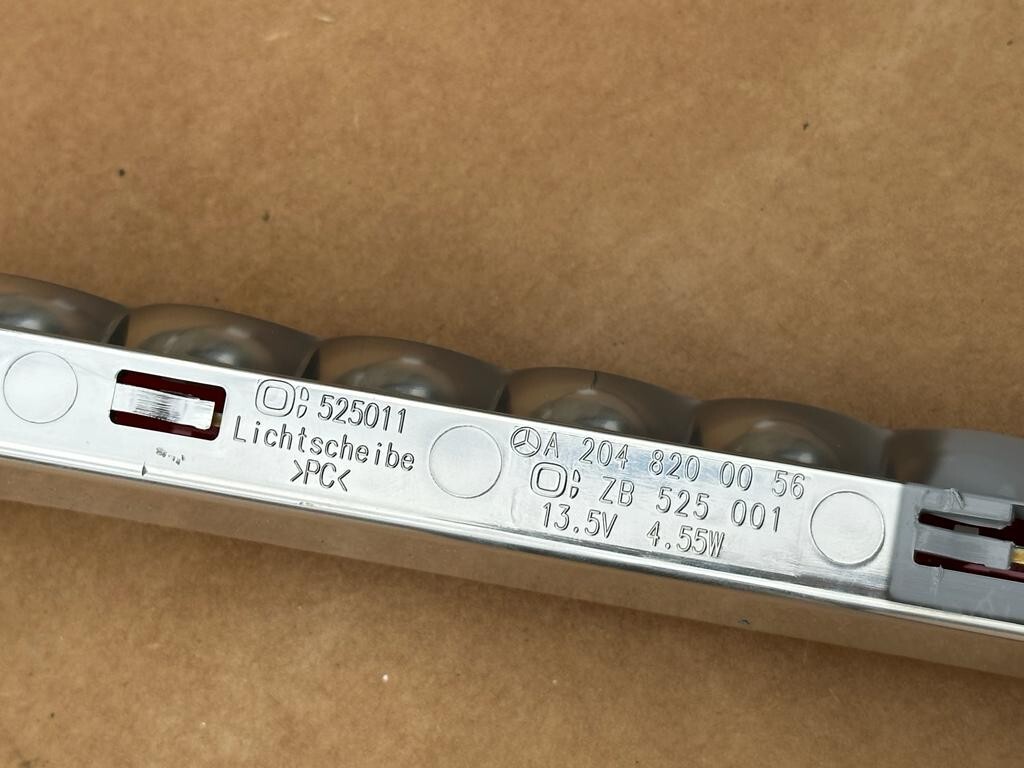 525011
Lichtscheibe
>PC<
A 204 820 00 56
ZB 525 001
13.5V 4.55W